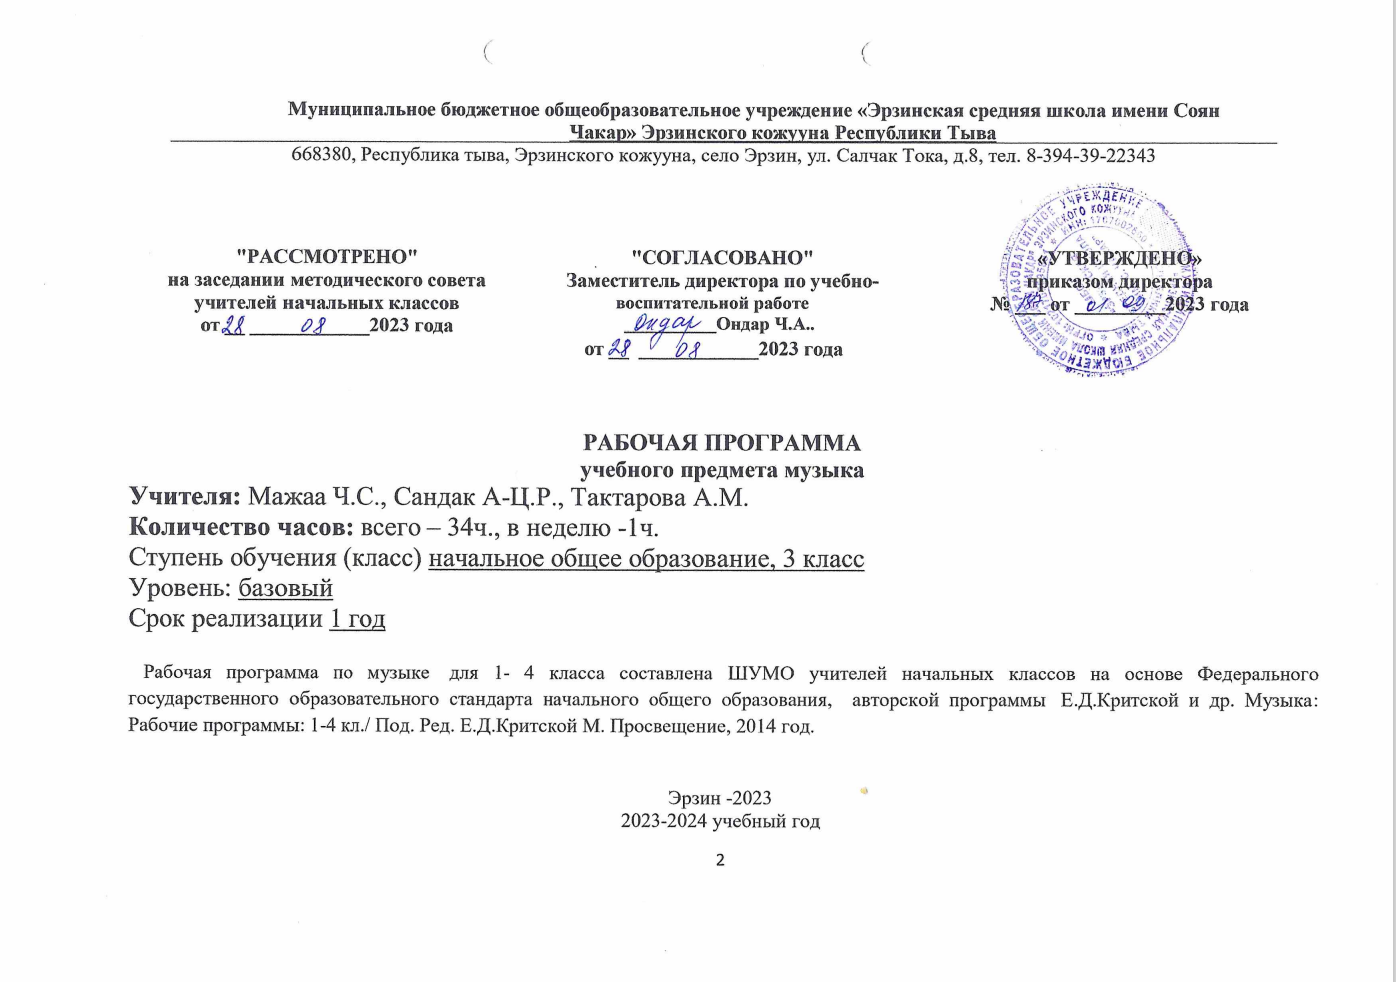 Муниципальное бюджетное общеобразовательное учреждение «Эрзинская средняя школа имени Соян
Чакар» Эрзинского кожууна Республики Тыва
668380, Республика тыва, Эрзинского кожууна, село Эрзин, ул. Салчак Тока, д.8, тел. 8-394-39-22343
"РАССМОТРЕНО"
на заседании методического совета
учителей начальных классов
от 28 08 2023 года
"СОГЛАСОВАНО"
Заместитель директора по учебно-
воспитательной работе
Ондар Ондар Ч.А..
от 28 08 2023 года
«УТВЕРЖДЕНО»
приказом директора
№ от 01 09 2023 года
РАБОЧАЯ ПРОГРАММА
учебного предмета музыка
Учителя: Мажаа Ч.С., Сандак А-Ц.Р., Тактарова А.М.
Количество часов: всего – 34ч., в неделю -1ч.
Ступень обучения (класс) начальное общее образование, 3 класс
Уровень: базовый
Срок реализации 1 год
Рабочая программа по музыке для 1- 4 класса составлена ШУМО учителей начальных классов на основе Федерального
государственного образовательного стандарта начального общего образования, авторской программы Е.Д.Критской и др. Музыка:
Рабочие программы: 1-4 кл./ Под. Ред. Е.Д.Критской М. Просвещение, 2014 год.
Эрзин -2023
2023-2024 учебный год
2